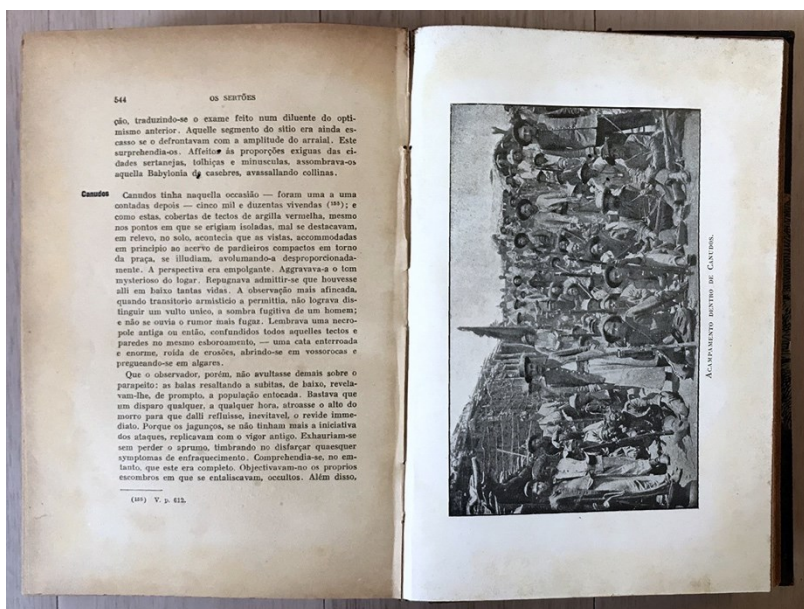 544 OS SERTÕES
ção, traduzindo-se o exame feito num diluente do opti-
mismo anterior. Aquelle segmento do sitio era ainda es-
casso se o defrontavam com a amplitude do arraial. Este
surprehendia-os. Affeitos ás proporções exiguas das ci-
dades sertanejas, tolhiças e minusculas, assombrava-os
aquella Babylonia de casebres, avassallando collinas.
Canudos Canudos tinha naquella occasião — foram uma a uma
contadas depois — cinco mil e duzentas vivendas (188); e
como estas, cobertas de tectos de argilla vermelha, mesmo
nos pontos em que se erigiam isoladas, mal se destacavam,
em relevo, no solo, acontecia que as vistas, accommodadas
em principio ao acervo de pardieiros compactos em torno
da praça, se illudiam, avolumando-a desproporcionada-
mente. A perspectiva era empolgante. Aggravava-a o tom
mysterioso do logar. Repugnava admittir-se que houvesse
alli em baixo tantas vidas. A observação mais afincada,
quando transitorio armisticio a permittia, não lograva dis-
tinguir um vulto unico, a sombra fugitiva de um homem;
e não se ouvia o rumor mais fugaz. Lembrava uma necro-
pole antiga ou então, confundidos todos aquelles tectos e
paredes no mesmo esboroamento, — uma cata enterroada
e enorme, roida de erosões, abrindo-se em vossorocas e
pregueando-se em algares.
Que o observador, porém, não avultasse demais sobre o
parapeito: as balas resaltando a subitas, de baixo, revela-
vam-lhe, de prompto, a população entocada. Bastava que
um disparo qualquer, a qualquer hora, atroasse o alto do
morro para que dalli refluisse, inevitavel, o revide imme-
diato. Porque os jagunços, se não tinham mais a iniciativa
dos ataques, replicavam com o vigor antigo. Exhauriam-se
sem perder o aprumo, timbrando no disfarçar quaesquer
symptomas de enfraquecimento. Comprehendia-se, no em-
tanto, que este era completo. Objectivavam-no os proprios
escombros em que se entaliscavam, occultos. Além disso,
V. p. 612.
ACAMPAMENTO DENTRO DE CANUDOS.